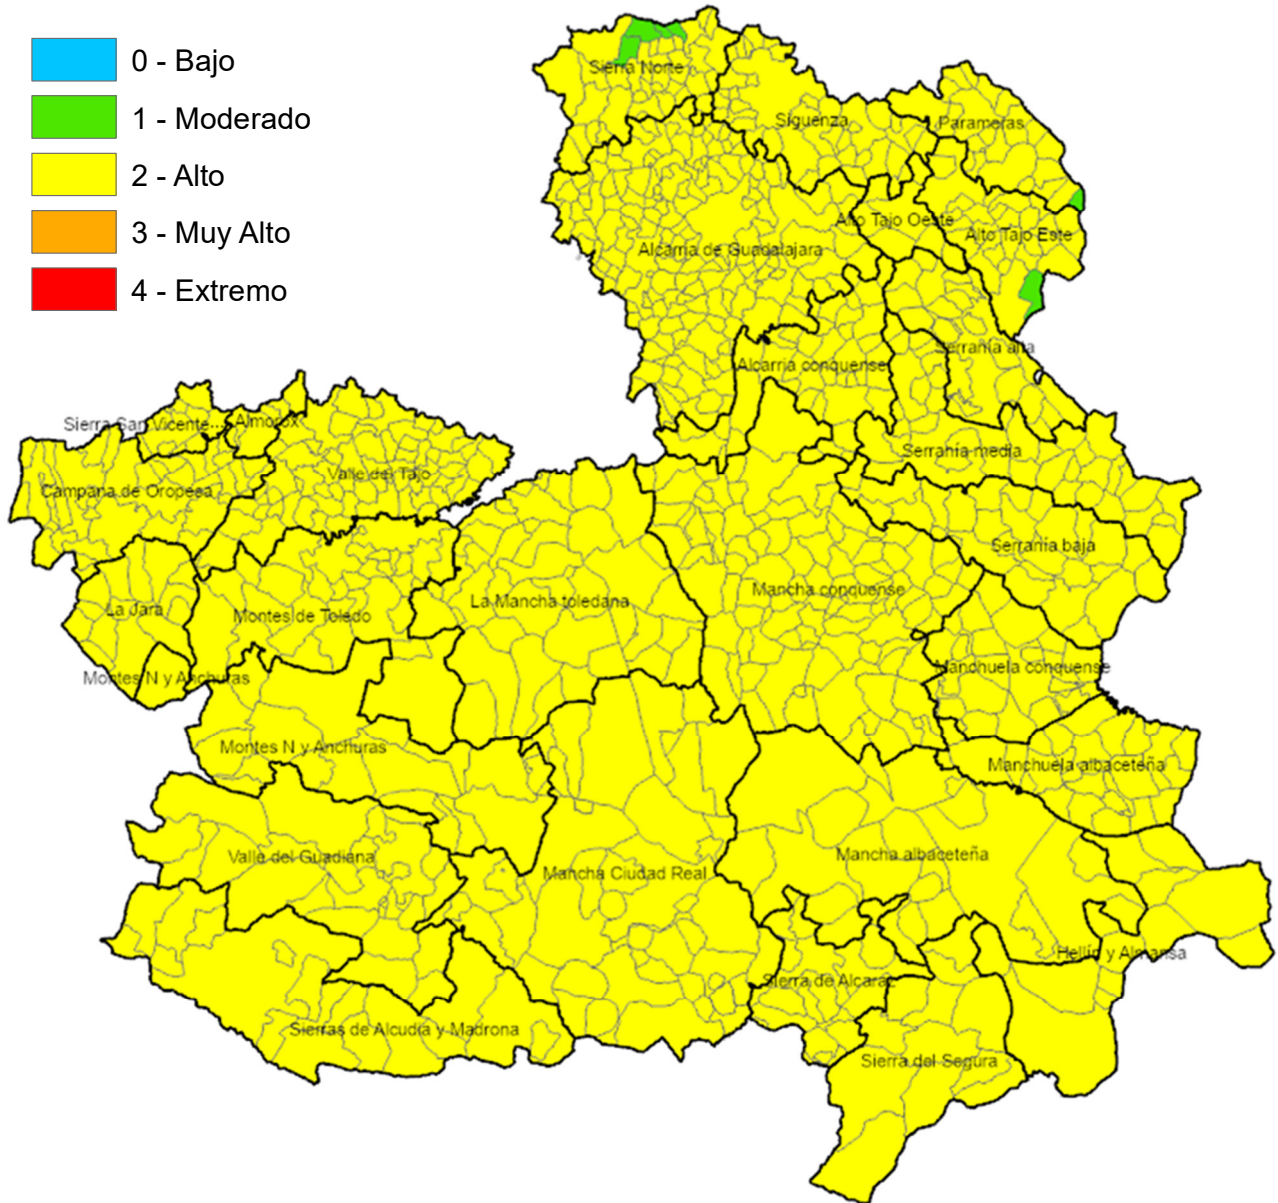 0 - Bajo
1 - Moderado
2 - Alto
3 - Muy Alto
4 - Extremo
Sierra Norte
Sigüenza
Parameras
Alto Tajo Oeste
Alto Tajo Este
Alcarria de Guadalajara
Serranía alta
Alcarria conquense
Sierra San Vicente...
Almorox
Serranía media
Valle del Tajo
Campana de Oropesa
Serranía baja
Mancha conquense
La Mancha toledana
La Jara
Montes de Toledo
Manchuela conquense
Montes N y Anchuras
Montes N y Anchuras
Manchuela albaceteña
Mancha albaceteña
Valle del Guadiana
Mancha Ciudad Real
Hellín y Almansa
Sierra de Alcaraz
Sierras de Alcudia y Madrona
Sierra del Segura